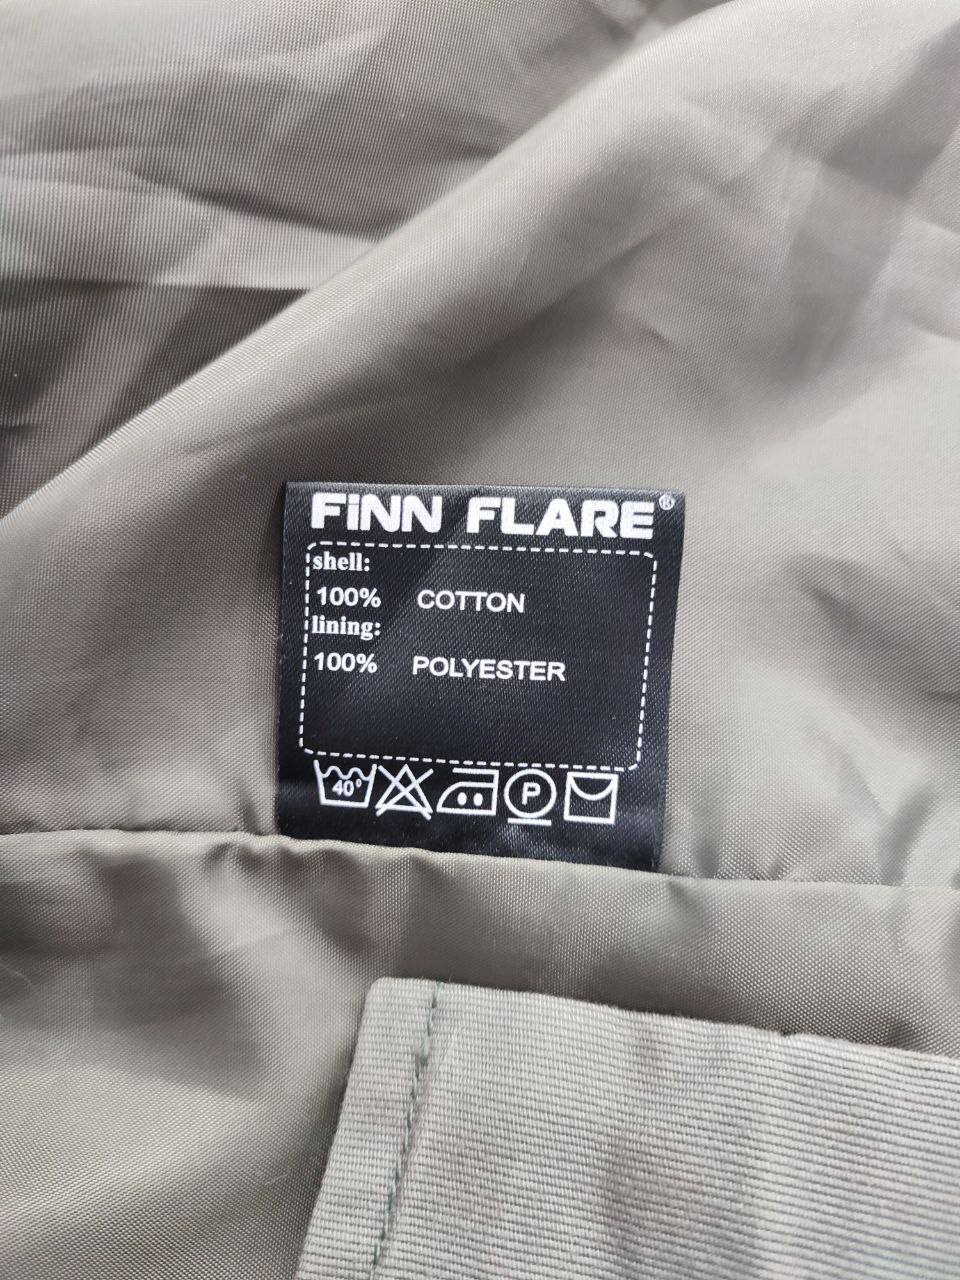 FiNN FLARE®
shell:
100% COTTON
lining:
100% POLYESTER
40° P